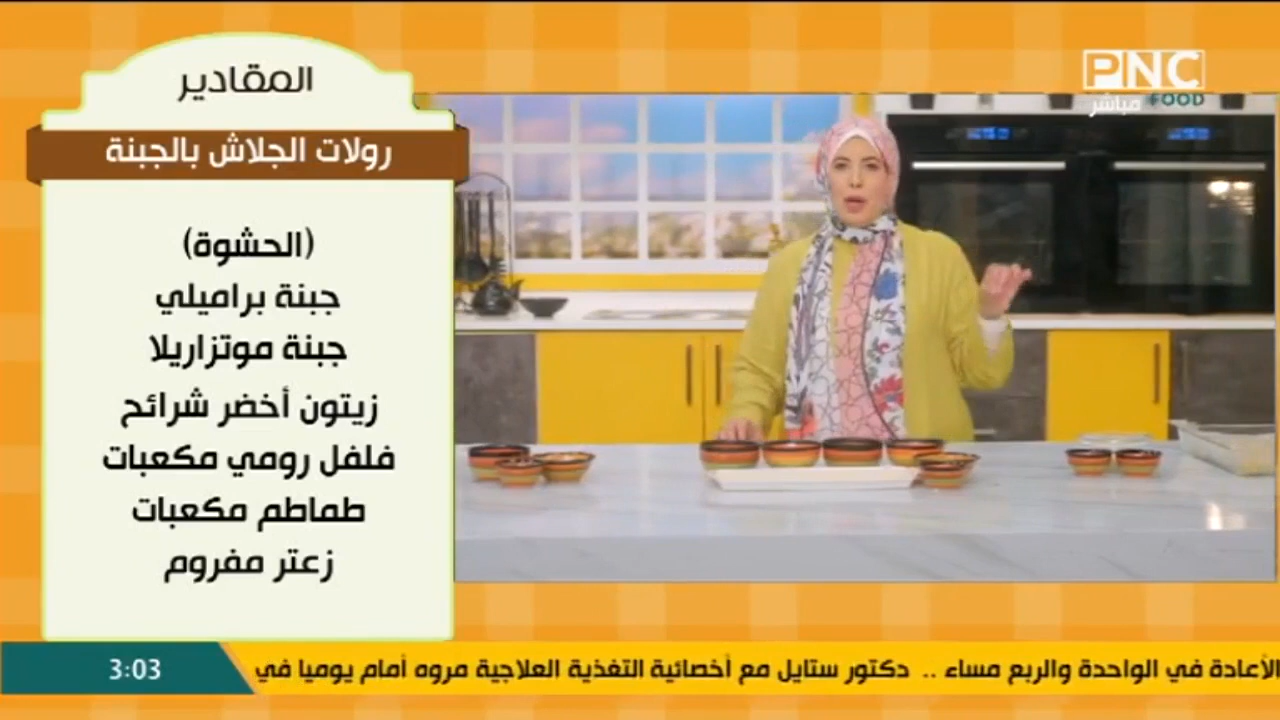 المقادير
رولات الجلاش بالجبنة
(الحشوة)
جبنة براميلي
جبنة موتزاريلا
زيتون أخضر شرائح
فلفل رومي مكعبات
طماطم مكعبات
زعتر مفروم
PNC
FOOD
مباشر
الأعادة في الواحدة والربع مساء .. دكتور ستايل مع أخصائية التغذية العلاجية مروه أمام يوميا في
3:03